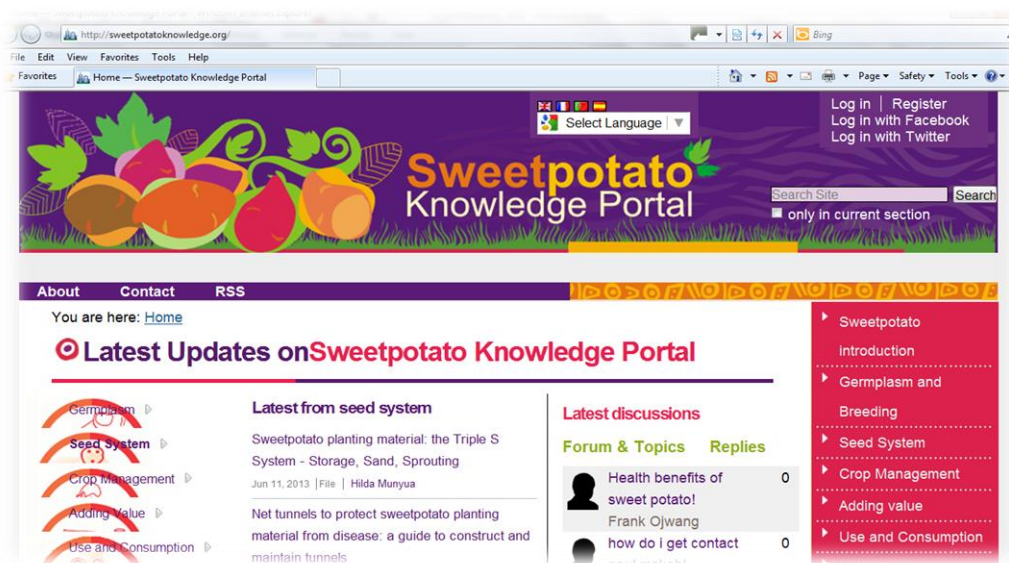 http://sweetpotatoknowledge.org/
Bing
File Edit View Favorites Tools Help
Favorites
Home — Sweetpotato Knowledge Portal
Page Safety Tools
Select Language
Log in | Register
Log in with Facebook
Log in with Twitter
Sweetpotato
Knowledge Portal
Search Site Search
only in current section
About Contact RSS
You are here: Home
Latest Updates onSweetpotato Knowledge Portal
Germplasm
Seed System
Crop Management
Adding Value
Use and Consumption
Latest from seed system
Sweetpotato planting material: the Triple S
System - Storage, Sand, Sprouting
Jun 11, 2013 | File | Hilda Munyua
Net tunnels to protect sweetpotato planting
material from disease: a guide to construct and
maintain tunnels
Latest discussions
Forum & Topics Replies
Health benefits of 0
sweet potato!
Frank Ojwang
how do i get contact 0
Sweetpotato
introduction
Germplasm and
Breeding
Seed System
Crop Management
Adding value
Use and Consumption